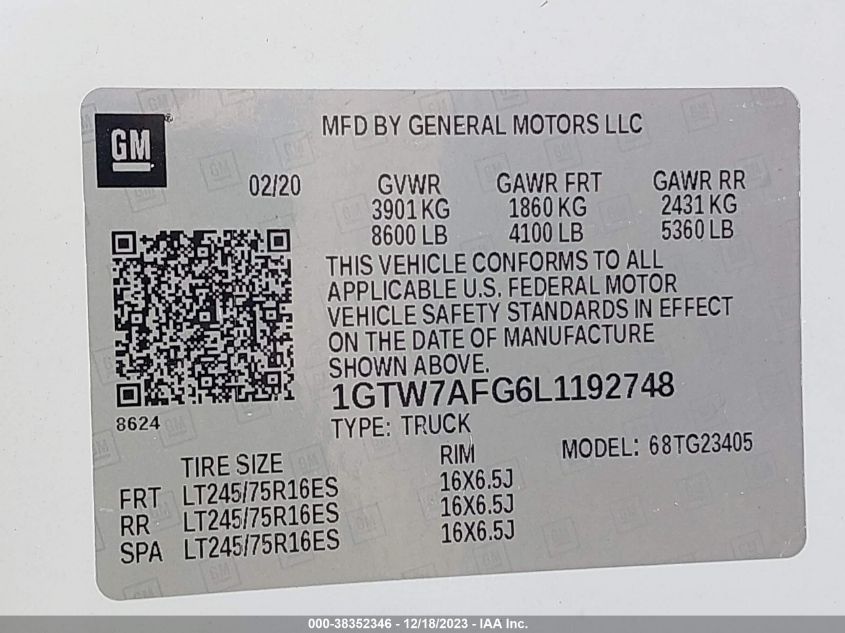 GM®
MFD BY GENERAL MOTORS LLC
02/20
GVWR GAWR FRT GAWR RR
3901 KG 1860 KG 2431 KG
8600 LB 4100 LB 5360 LB
THIS VEHICLE CONFORMS TO ALL
APPLICABLE U.S. FEDERAL MOTOR
VEHICLE SAFETY STANDARDS IN EFFECT
ON THE DATE OF MANUFACTURE
SHOWN ABOVE.
1GTW7AFG6L1192748
8624
TYPE: TRUCK
MODEL: 68TG23405
TIRE SIZE RIM
FRT LT245/75R16ES 16X6.5J
RR LT245/75R16ES 16X6.5J
SPA LT245/75R16ES 16X6.5J
000-38352346 - 12/18/2023 - IAA Inc.